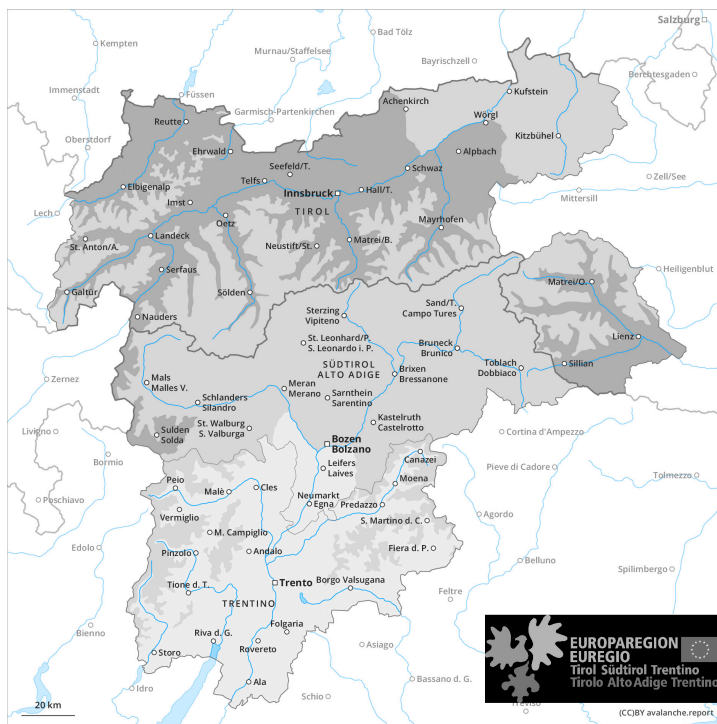 Salzburg
Kempten
Bad Tölz
Murnau/Staffelsee
Bayrischzell
Berchtesgaden
Immenstadt
Füssen
Kufstein
Achenkirch
Garmisch-Partenkirchen
Reutte
Wörgl
Kitzbühel
Oberstdorf
Ehrwald
Alpbach
Seefeld/T.
Schwaz
Telfs
Zell/See
Elbigenalp
Innsbruck
Hall/T.
Mittersill
Imst
TIROL
Lech
Oetz
Mayrhofen
Landeck
Neustift/St.
Matrei/B.
St. Anton/A.
Serfaus
Heiligenblut
Matrei/O.
Galtür
Sölden
Nauders
Sterzing
Vipiteno
Sand/T.
Campo Tures
Lienz
St. Leonhard/P.
S. Leonardo i. P.
Bruneck
Brunico
SÜDTIROL
ALTO ADIGE
Brixen
Bressanone
Toblach
Dobbiaco
Sillian
Zernez
Mals
Malles V.
Meran
Merano
Schlanders
Silandro
Sarnthein
Sarentino
Livigno
St. Walburg
S. Valburga
Kastelruth
Castelrotto
Sulden
Solda
Bozen
Bolzano
Cortina d'Ampezzo
Bormio
Canazei
Leifers
Laives
Pieve di Cadore
Tolmezzo
Poschiavo
Peio
Malè
Cles
Moena
Neumarkt
Egna
Predazzo
Vermiglio
S. Martino d. C.
Agordo
M. Campiglio
Edolo
Pinzolo
Andalo
Fiera d. P.
Belluno
Spilimbergo
Tione d. T.
Trento
Borgo Valsugana
Feltre
TRENTINO
Folgaria
Bienno
Riva d. G.
Rovereto
Asiago
Storo
Bassano d. G.
Idro
Ala
Schio
Treviso
EUROPAREGION
EUREGIO
Tirol Südtirol Trentino
Tirolo Alto Adige Trentino
20 km
(CC)BY avalanche.report